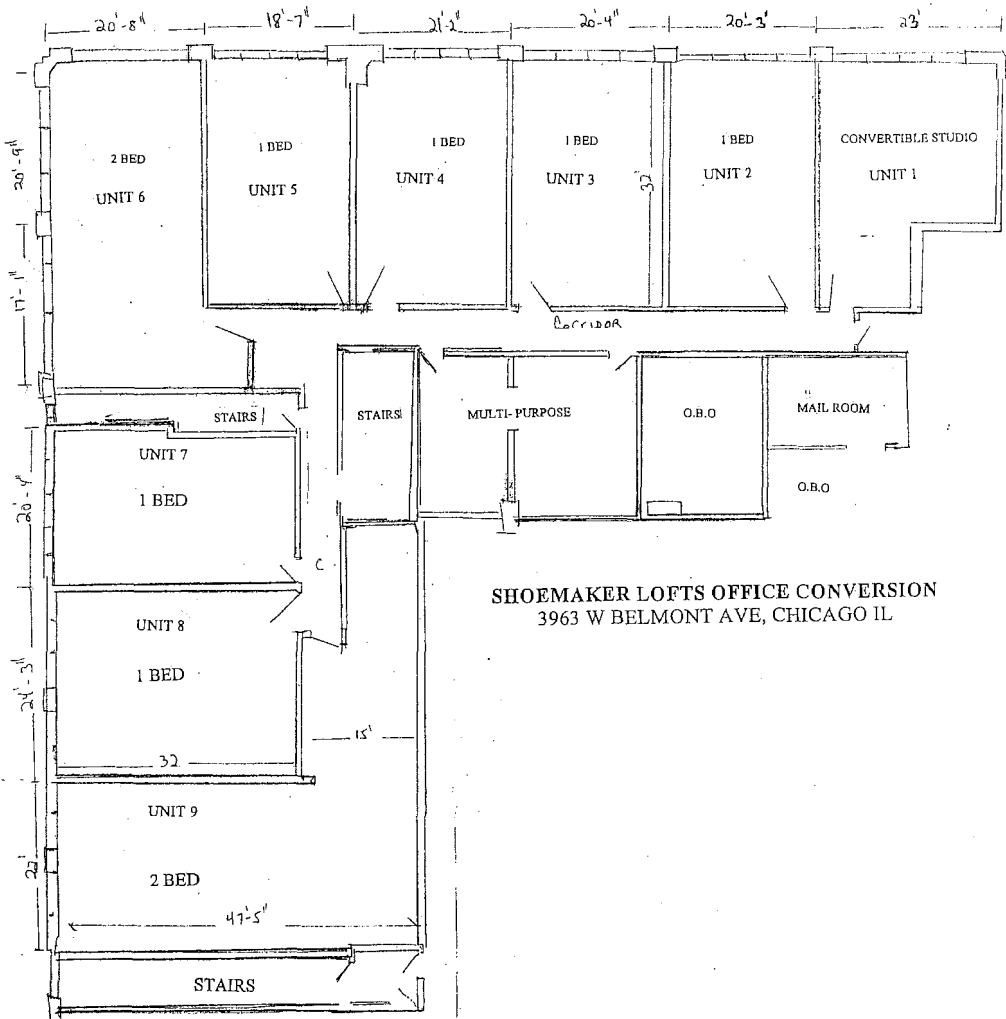 20'-8" 18'-7" 21'-2" 20'-4" 20'-3" 23'
20'-9"
17'-1"
2 BED
UNIT 6
1 BED
UNIT 5
1 BED
UNIT 4
1 BED
UNIT 3
32'
1 BED
UNIT 2
CONVERTIBLE STUDIO
UNIT 1
CORRIDOR
STAIRS
STAIRS
MULTI-PURPOSE
O.B.O
MAIL ROOM
O.B.O
UNIT 7
1 BED
20'-4"
C
UNIT 8
1 BED
24'-3"
32
15'
UNIT 9
2 BED
47'-5"
STAIRS
SHOEMAKER LOFTS OFFICE CONVERSION
3963 W BELMONT AVE, CHICAGO IL